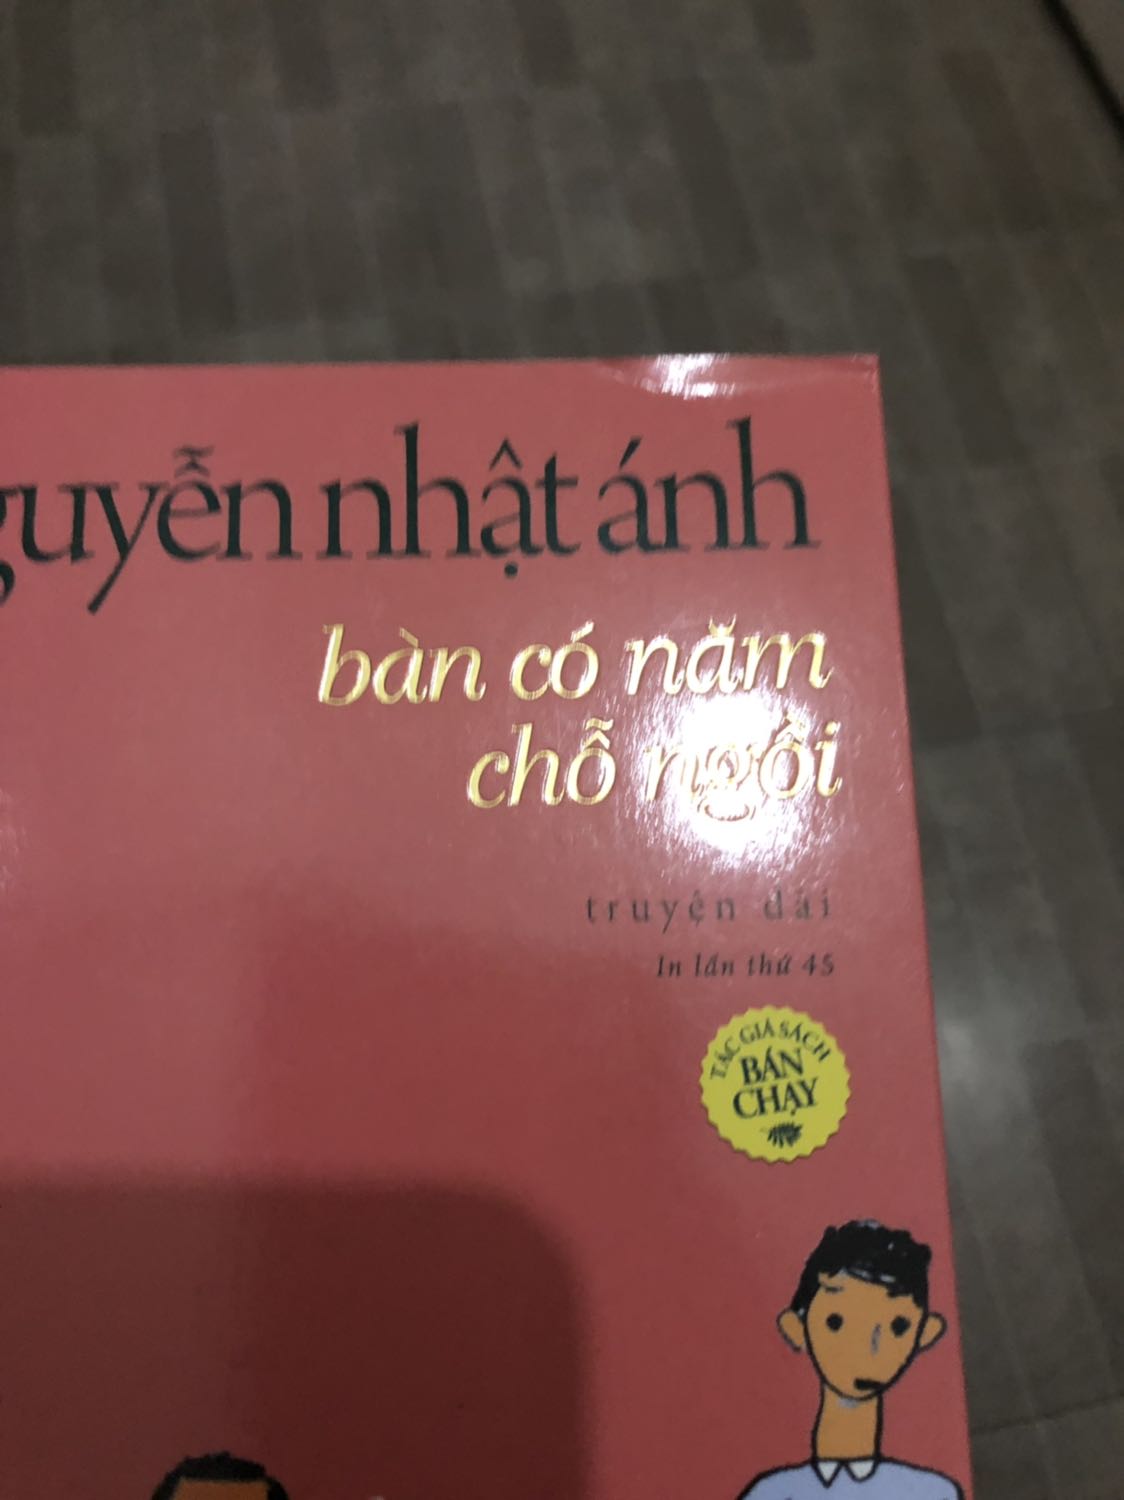 guyễn nhật ánh
bàn có năm
chỗ ngồi
truyện dài
In lần thứ 45
TÁC GIẢ SÁCH
BÁN
CHẠY